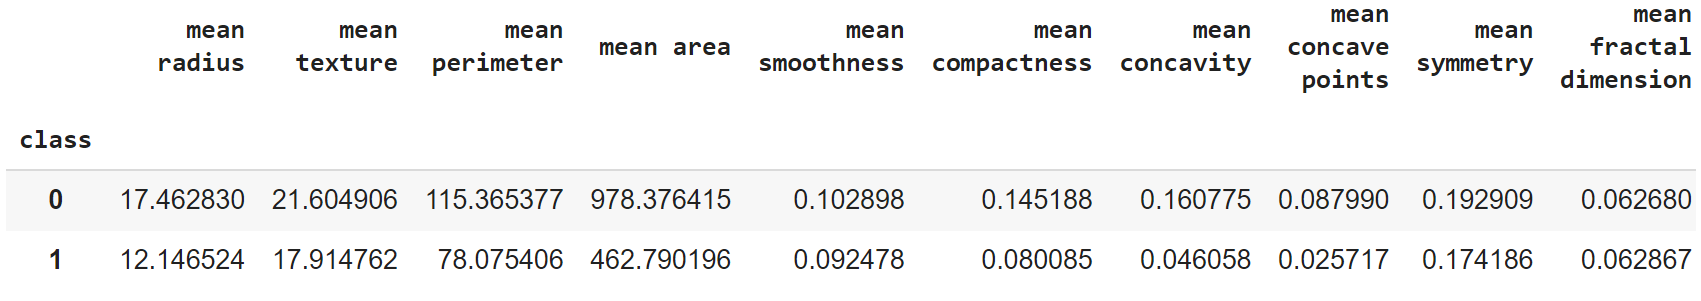 mean radius mean texture mean perimeter mean area mean smoothness mean compactness mean concavity mean concave points mean symmetry mean fractal dimension
class
0 17.462830 21.604906 115.365377 978.376415 0.102898 0.145188 0.160775 0.087990 0.192909 0.062680
1 12.146524 17.914762 78.075406 462.790196 0.092478 0.080085 0.046058 0.025717 0.174186 0.062867